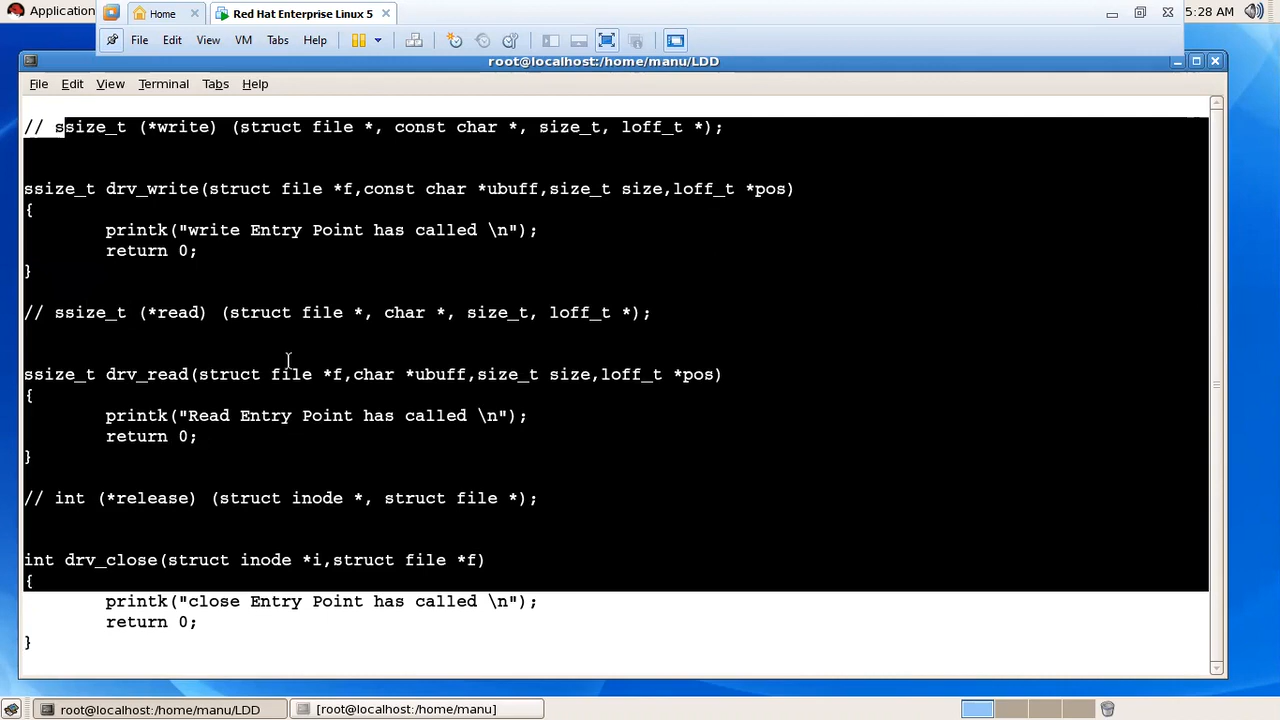 Application
Home
Red Hat Enterprise Linux 5
5:28 AM
File Edit View VM Tabs Help
root@localhost:/home/manu/LDD
File Edit View Terminal Tabs Help
// ssize_t (*write) (struct file *, const char *, size_t, loff_t *);
ssize_t drv_write(struct file *f,const char *ubuff,size_t size,loff_t *pos)
{
printk("write Entry Point has called \n");
return 0;
}
// ssize_t (*read) (struct file *, char *, size_t, loff_t *);
ssize_t drv_read(struct file *f,char *ubuff,size_t size,loff_t *pos)
{
printk("Read Entry Point has called \n");
return 0;
}
// int (*release) (struct inode *, struct file *);
int drv_close(struct inode *i,struct file *f)
{
printk("close Entry Point has called \n");
return 0;
}
root@localhost:/home/manu/LDD
[root@localhost:/home/manu]